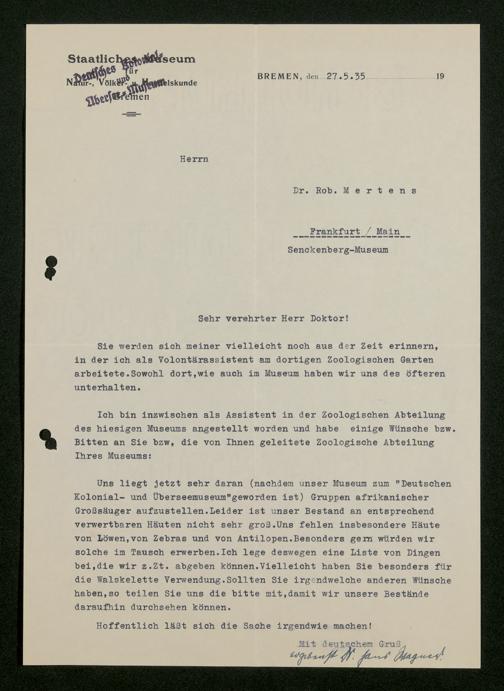 Staatliches Museum
für
Natur-, Völker- u. Handelskunde
Bremen
Deutsches Kolonial-
und
Übersee-Museum
BREMEN, den 27.5.35 19
Herrn
Dr. Rob. M e r t e n s
Frankfurt / Main
Senckenberg-Museum
Sehr verehrter Herr Doktor!
Sie werden sich meiner vielleicht noch aus der Zeit erinnern,
in der ich als Volontärassistent am dortigen Zoologischen Garten
arbeitete.Sowohl dort,wie auch im Museum haben wir uns des öfteren
unterhalten.
Ich bin inzwischen als Assistent in der Zoologischen Abteilung
des hiesigen Museums angestellt worden und habe einige Wünsche bzw.
Bitten an Sie bzw, die von Ihnen geleitete Zoologische Abteilung
Ihres Museums:
Uns liegt jetzt sehr daran (nachdem unser Museum zum "Deutschen
Kolonial- und Überseemuseum"geworden ist) Gruppen afrikanischer
Großsäuger aufzustellen.Leider ist unser Bestand an entsprechend
verwertbaren Häuten nicht sehr groß.Uns fehlen insbesondere Häute
von Löwen,von Zebras und von Antilopen.Besonders gern würden wir
solche im Tausch erwerben.Ich lege deswegen eine Liste von Dingen
bei,die wir z.Zt. abgeben können.Vielleicht haben Sie besonders für
die Walskelette Verwendung.Sollten Sie irgendwelche anderen Wünsche
haben,so teilen Sie uns die bitte mit,damit wir unsere Bestände
daraufhin durchsehen können.
Hoffentlich läßt sich die Sache irgendwie machen!
Mit deutschem Gruß
ergebenst Dr. Hans Wagner.